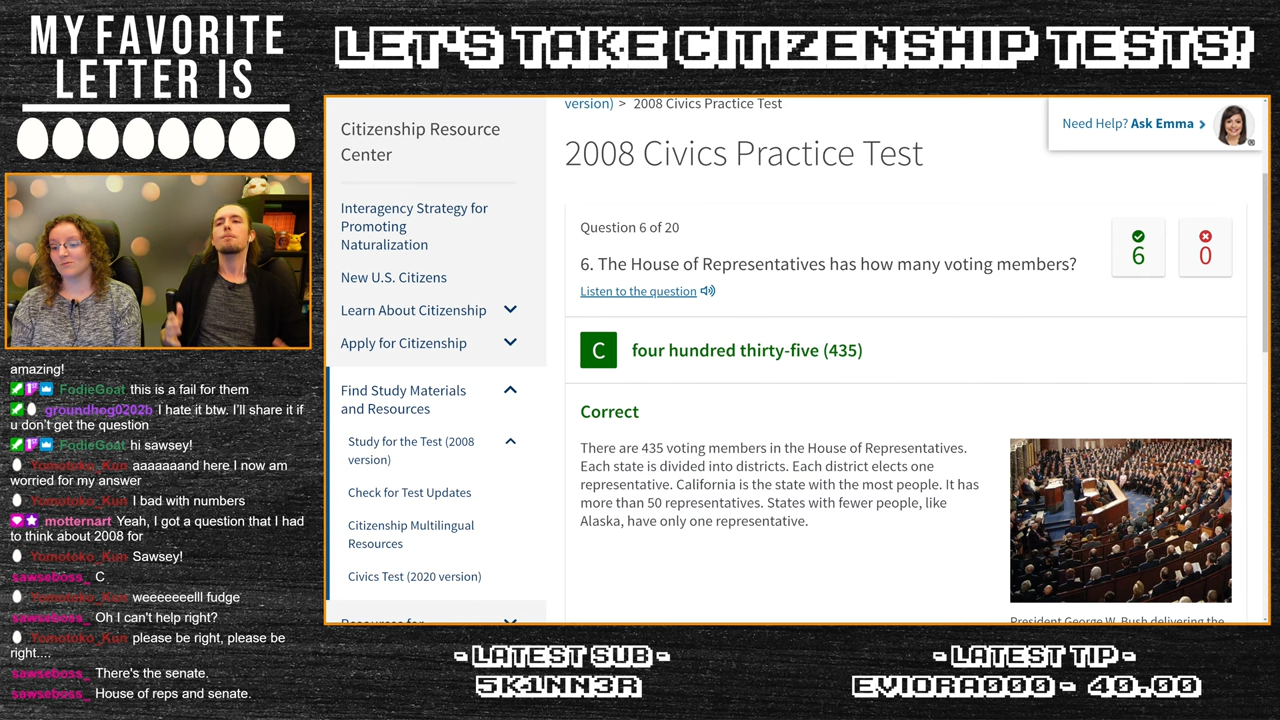 MY FAVORITE
LETTER IS
LET'S TAKE CITIZENSHIP TESTS!
amazing!
FodieGoat this is a fail for them
groundhog0202b I hate it btw. I'll share it if
u don't get the question
FodieGoat hi sawsey!
Yomotoko_Kun aaaaaaand here I now am
worried for my answer
Yomotoko_Kun I bad with numbers
motternart Yeah, I got a question that I had
to think about 2008 for
Yomotoko_Kun Sawsey!
sawseboss_ C
Yomotoko_Kun weeeeeeelll fudge
sawseboss_ Oh I can't help right?
Yomotoko_Kun please be right, please be
right....
sawseboss_ There's the senate.
sawseboss_ House of reps and senate.
Citizenship Resource
Center
Interagency Strategy for
Promoting
Naturalization
New U.S. Citizens
Learn About Citizenship
Apply for Citizenship
Find Study Materials
and Resources
Study for the Test (2008
version)
Check for Test Updates
Citizenship Multilingual
Resources
Civics Test (2020 version)
Resources for
version) > 2008 Civics Practice Test
Need Help? Ask Emma >
2008 Civics Practice Test
Question 6 of 20
6
0
6. The House of Representatives has how many voting members?
Listen to the question
C four hundred thirty-five (435)
Correct
There are 435 voting members in the House of Representatives.
Each state is divided into districts. Each district elects one
representative. California is the state with the most people. It has
more than 50 representatives. States with fewer people, like
Alaska, have only one representative.
President George W. Bush delivering the
- LATEST SUB -
5K1NN3R
- LATEST TIP -
EVIORA000 - 40.00